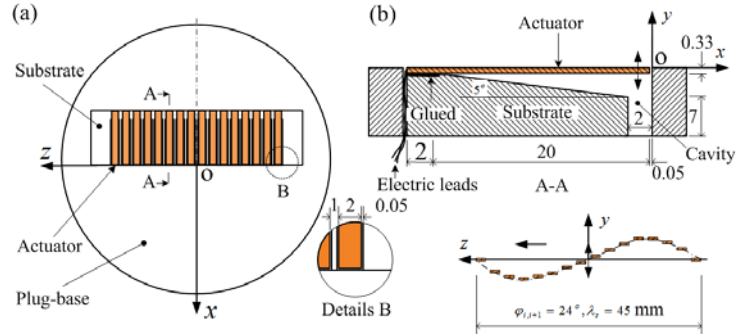 (a)
Substrate
A
A
z
O
B
Actuator
Plug-base
x
1
2
0.05
Details B
(b)
Actuator
y
O
x
0.33
5°
Glued
Substrate
2
7
Cavity
2
20
0.05
Electric leads
A-A
z
y
φi,i+1 = 24°, λz = 45 mm